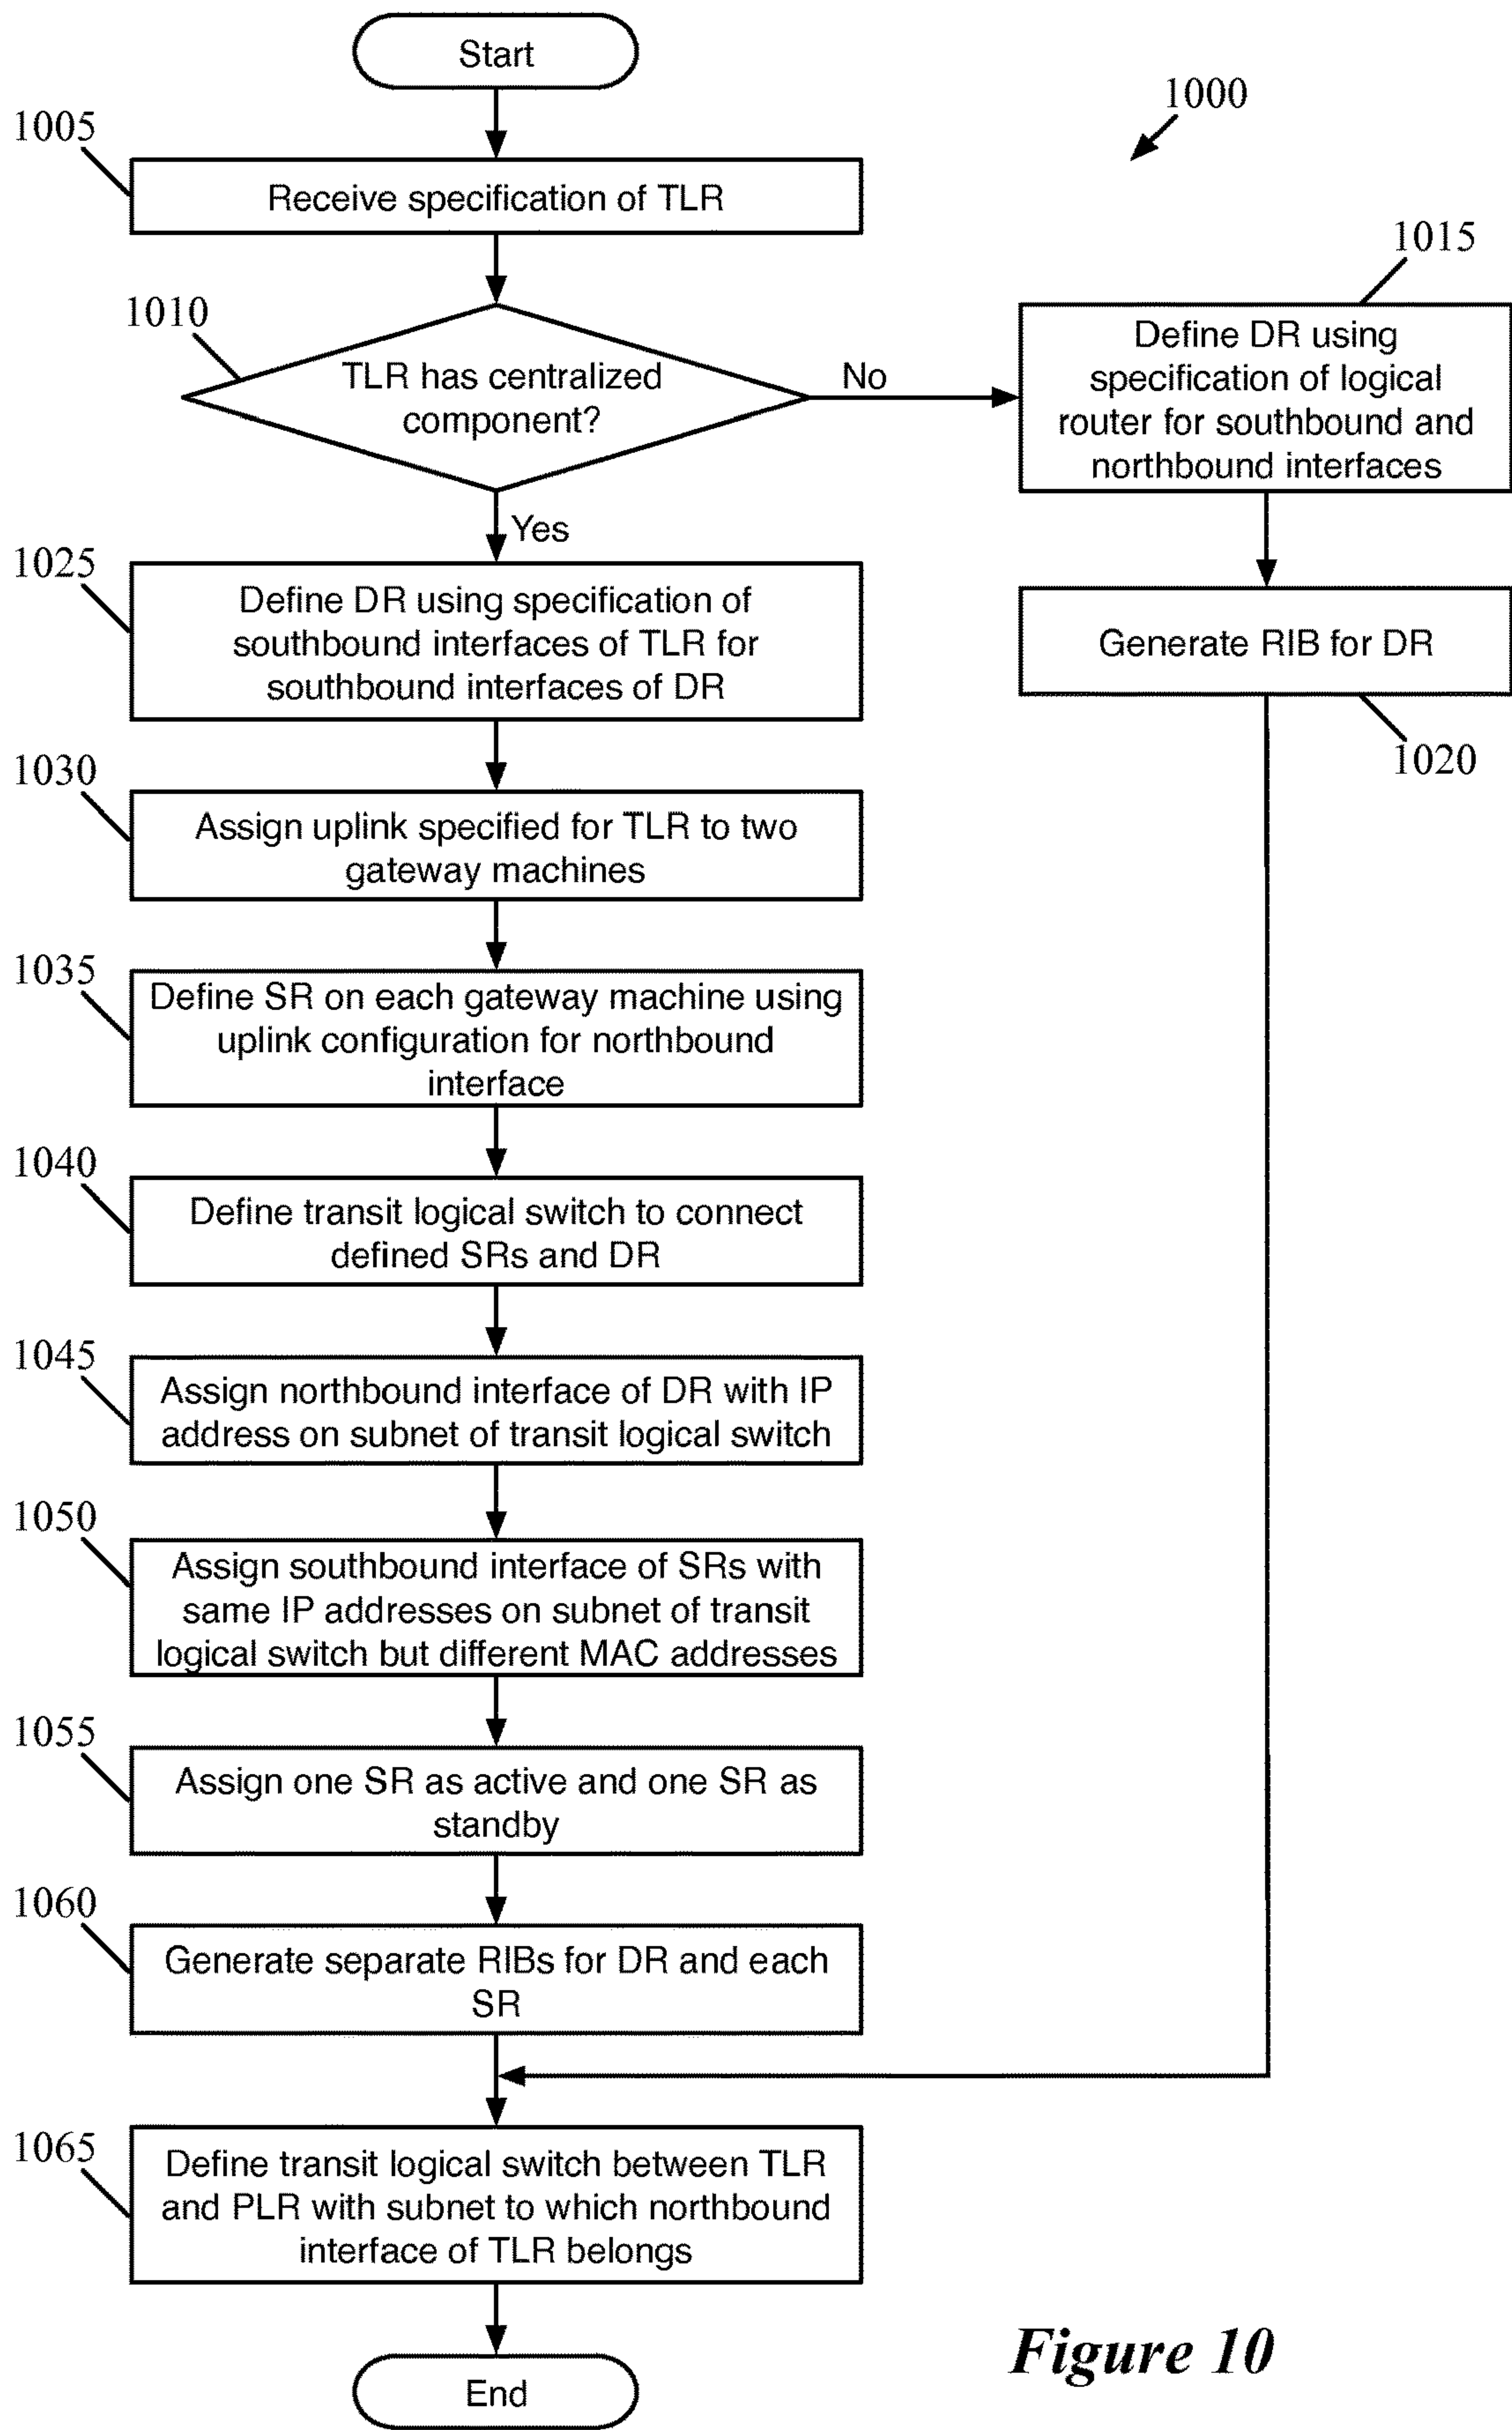 Start
1000
1005
Receive specification of TLR
1010
TLR has centralized
component?
No
Yes
1015
Define DR using
specification of logical
router for southbound and
northbound interfaces
Generate RIB for DR
1020
1025
Define DR using specification of
southbound interfaces of TLR for
southbound interfaces of DR
1030
Assign uplink specified for TLR to two
gateway machines
1035
Define SR on each gateway machine using
uplink configuration for northbound
interface
1040
Define transit logical switch to connect
defined SRs and DR
1045
Assign northbound interface of DR with IP
address on subnet of transit logical switch
1050
Assign southbound interface of SRs with
same IP addresses on subnet of transit
logical switch but different MAC addresses
1055
Assign one SR as active and one SR as
standby
1060
Generate separate RIBs for DR and each
SR
1065
Define transit logical switch between TLR
and PLR with subnet to which northbound
interface of TLR belongs
End
Figure 10